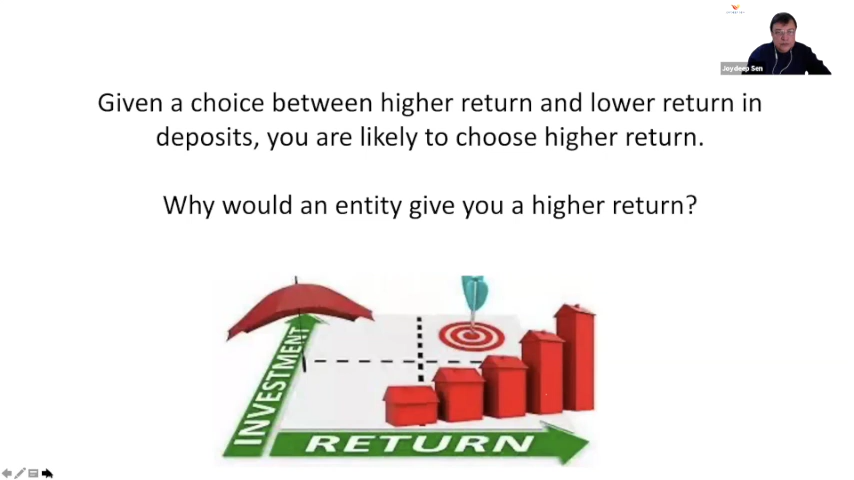 Joydeep Sen
Given a choice between higher return and lower return in
deposits, you are likely to choose higher return.
Why would an entity give you a higher return?
INVESTMENT
RETURN